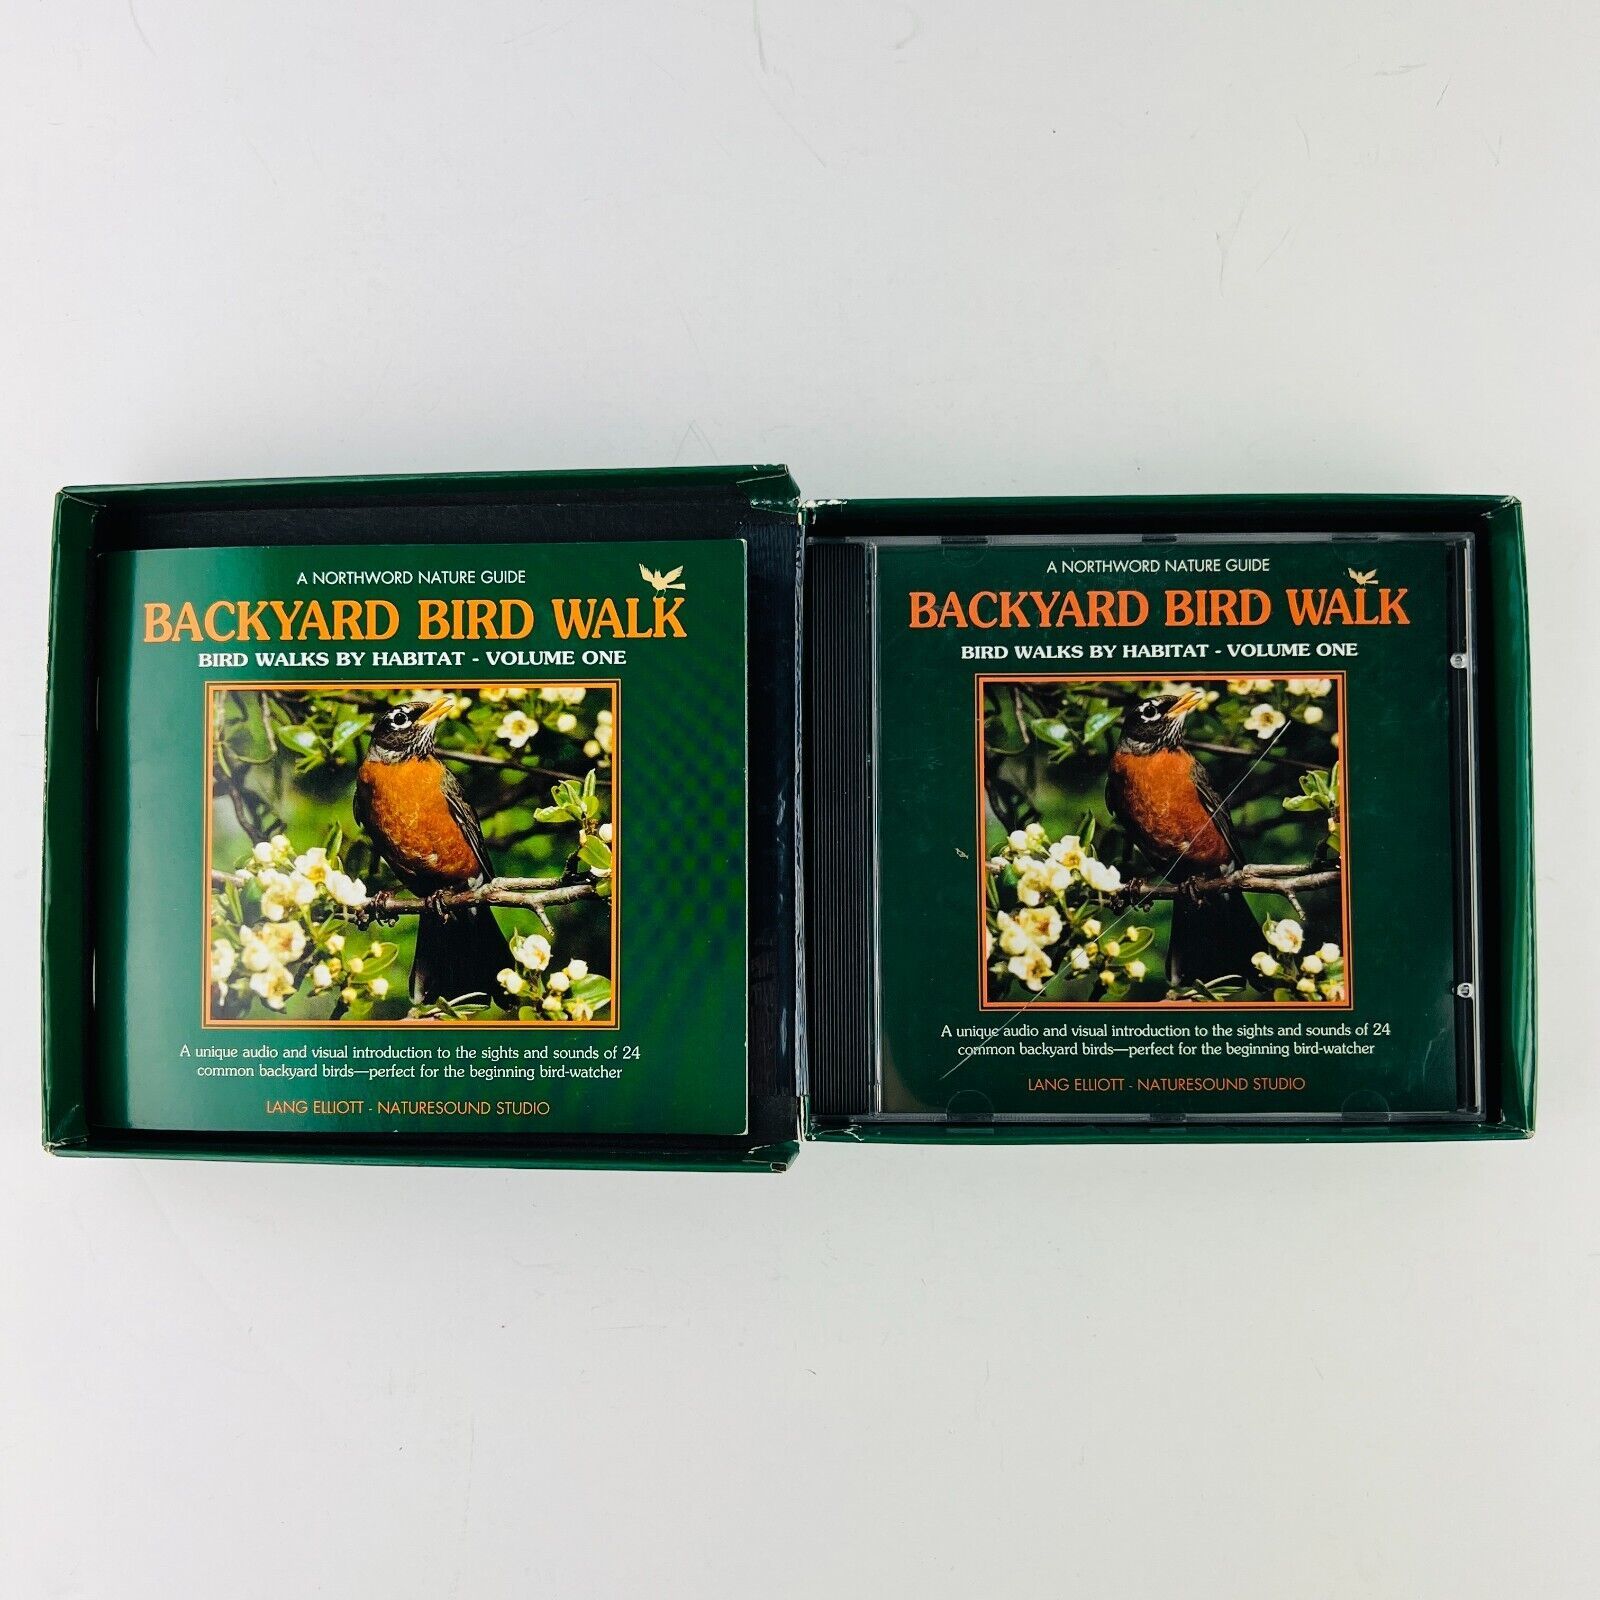 A NORTHWORD NATURE GUIDE
BACKYARD BIRD WALK
BIRD WALKS BY HABITAT - VOLUME ONE
A unique audio and visual introduction to the sights and sounds of 24
common backyard birds—perfect for the beginning bird-watcher
LANG ELLIOTT - NATURESOUND STUDIO
A NORTHWORD NATURE GUIDE
BACKYARD BIRD WALK
BIRD WALKS BY HABITAT - VOLUME ONE
A unique audio and visual introduction to the sights and sounds of 24
common backyard birds—perfect for the beginning bird-watcher
LANG ELLIOTT - NATURESOUND STUDIO